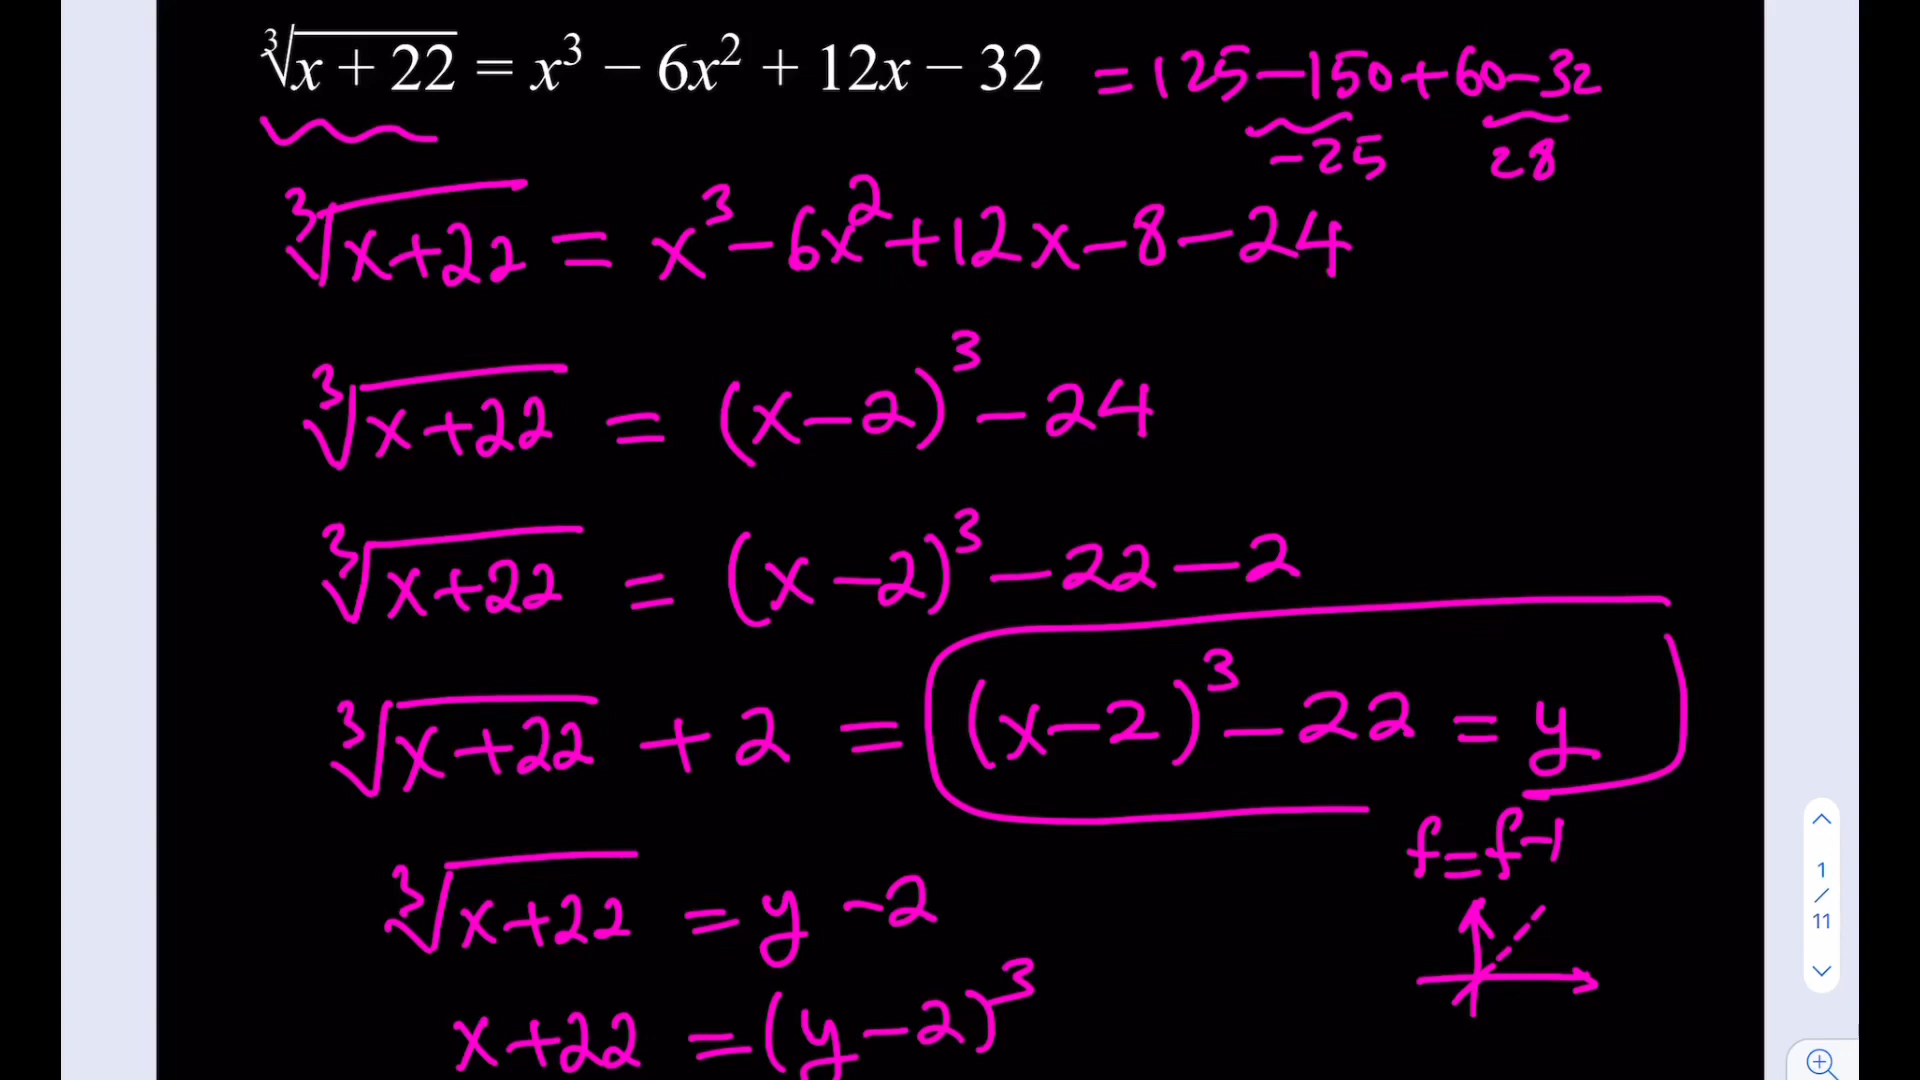 ∛(x + 22) = x³ − 6x² + 12x − 32 = 125 − 150 + 60 − 32
−25 28
∛(x+22) = x³ − 6x² + 12x − 8 − 24
∛(x+22) = (x−2)³ − 24
∛(x+22) = (x−2)³ − 22 − 2
∛(x+22) + 2 = (x−2)³ − 22 = y
f = f⁻¹
∛(x+22) = y − 2
x+22 = (y−2)³
1
/
11